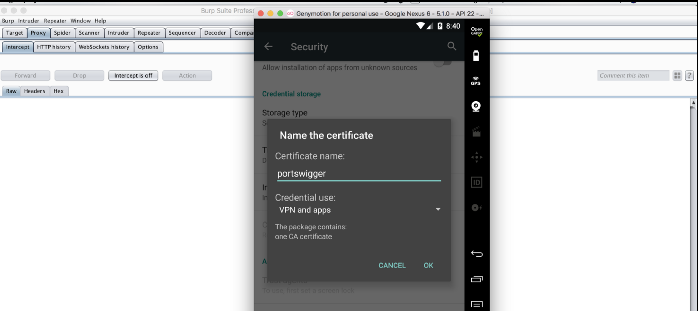 Burp Suite Profess
Genymotion for personal use – Google Nexus 6 - 5.1.0 - API 22 -...
Burp Intruder Repeater Window Help
Target Proxy Spider Scanner Intruder Repeater Sequencer Decoder Compa
Intercept HTTP history WebSockets history Options
Forward Drop Intercept is off Action
Comment this item
?
Raw Headers Hex
8:40
Open
GPS
ID
Security
Allow installation of apps from unknown sources
Credential storage
Storage type
Name the certificate
Certificate name:
portswigger
Credential use:
VPN and apps
The package contains:
one CA certificate
CANCEL OK